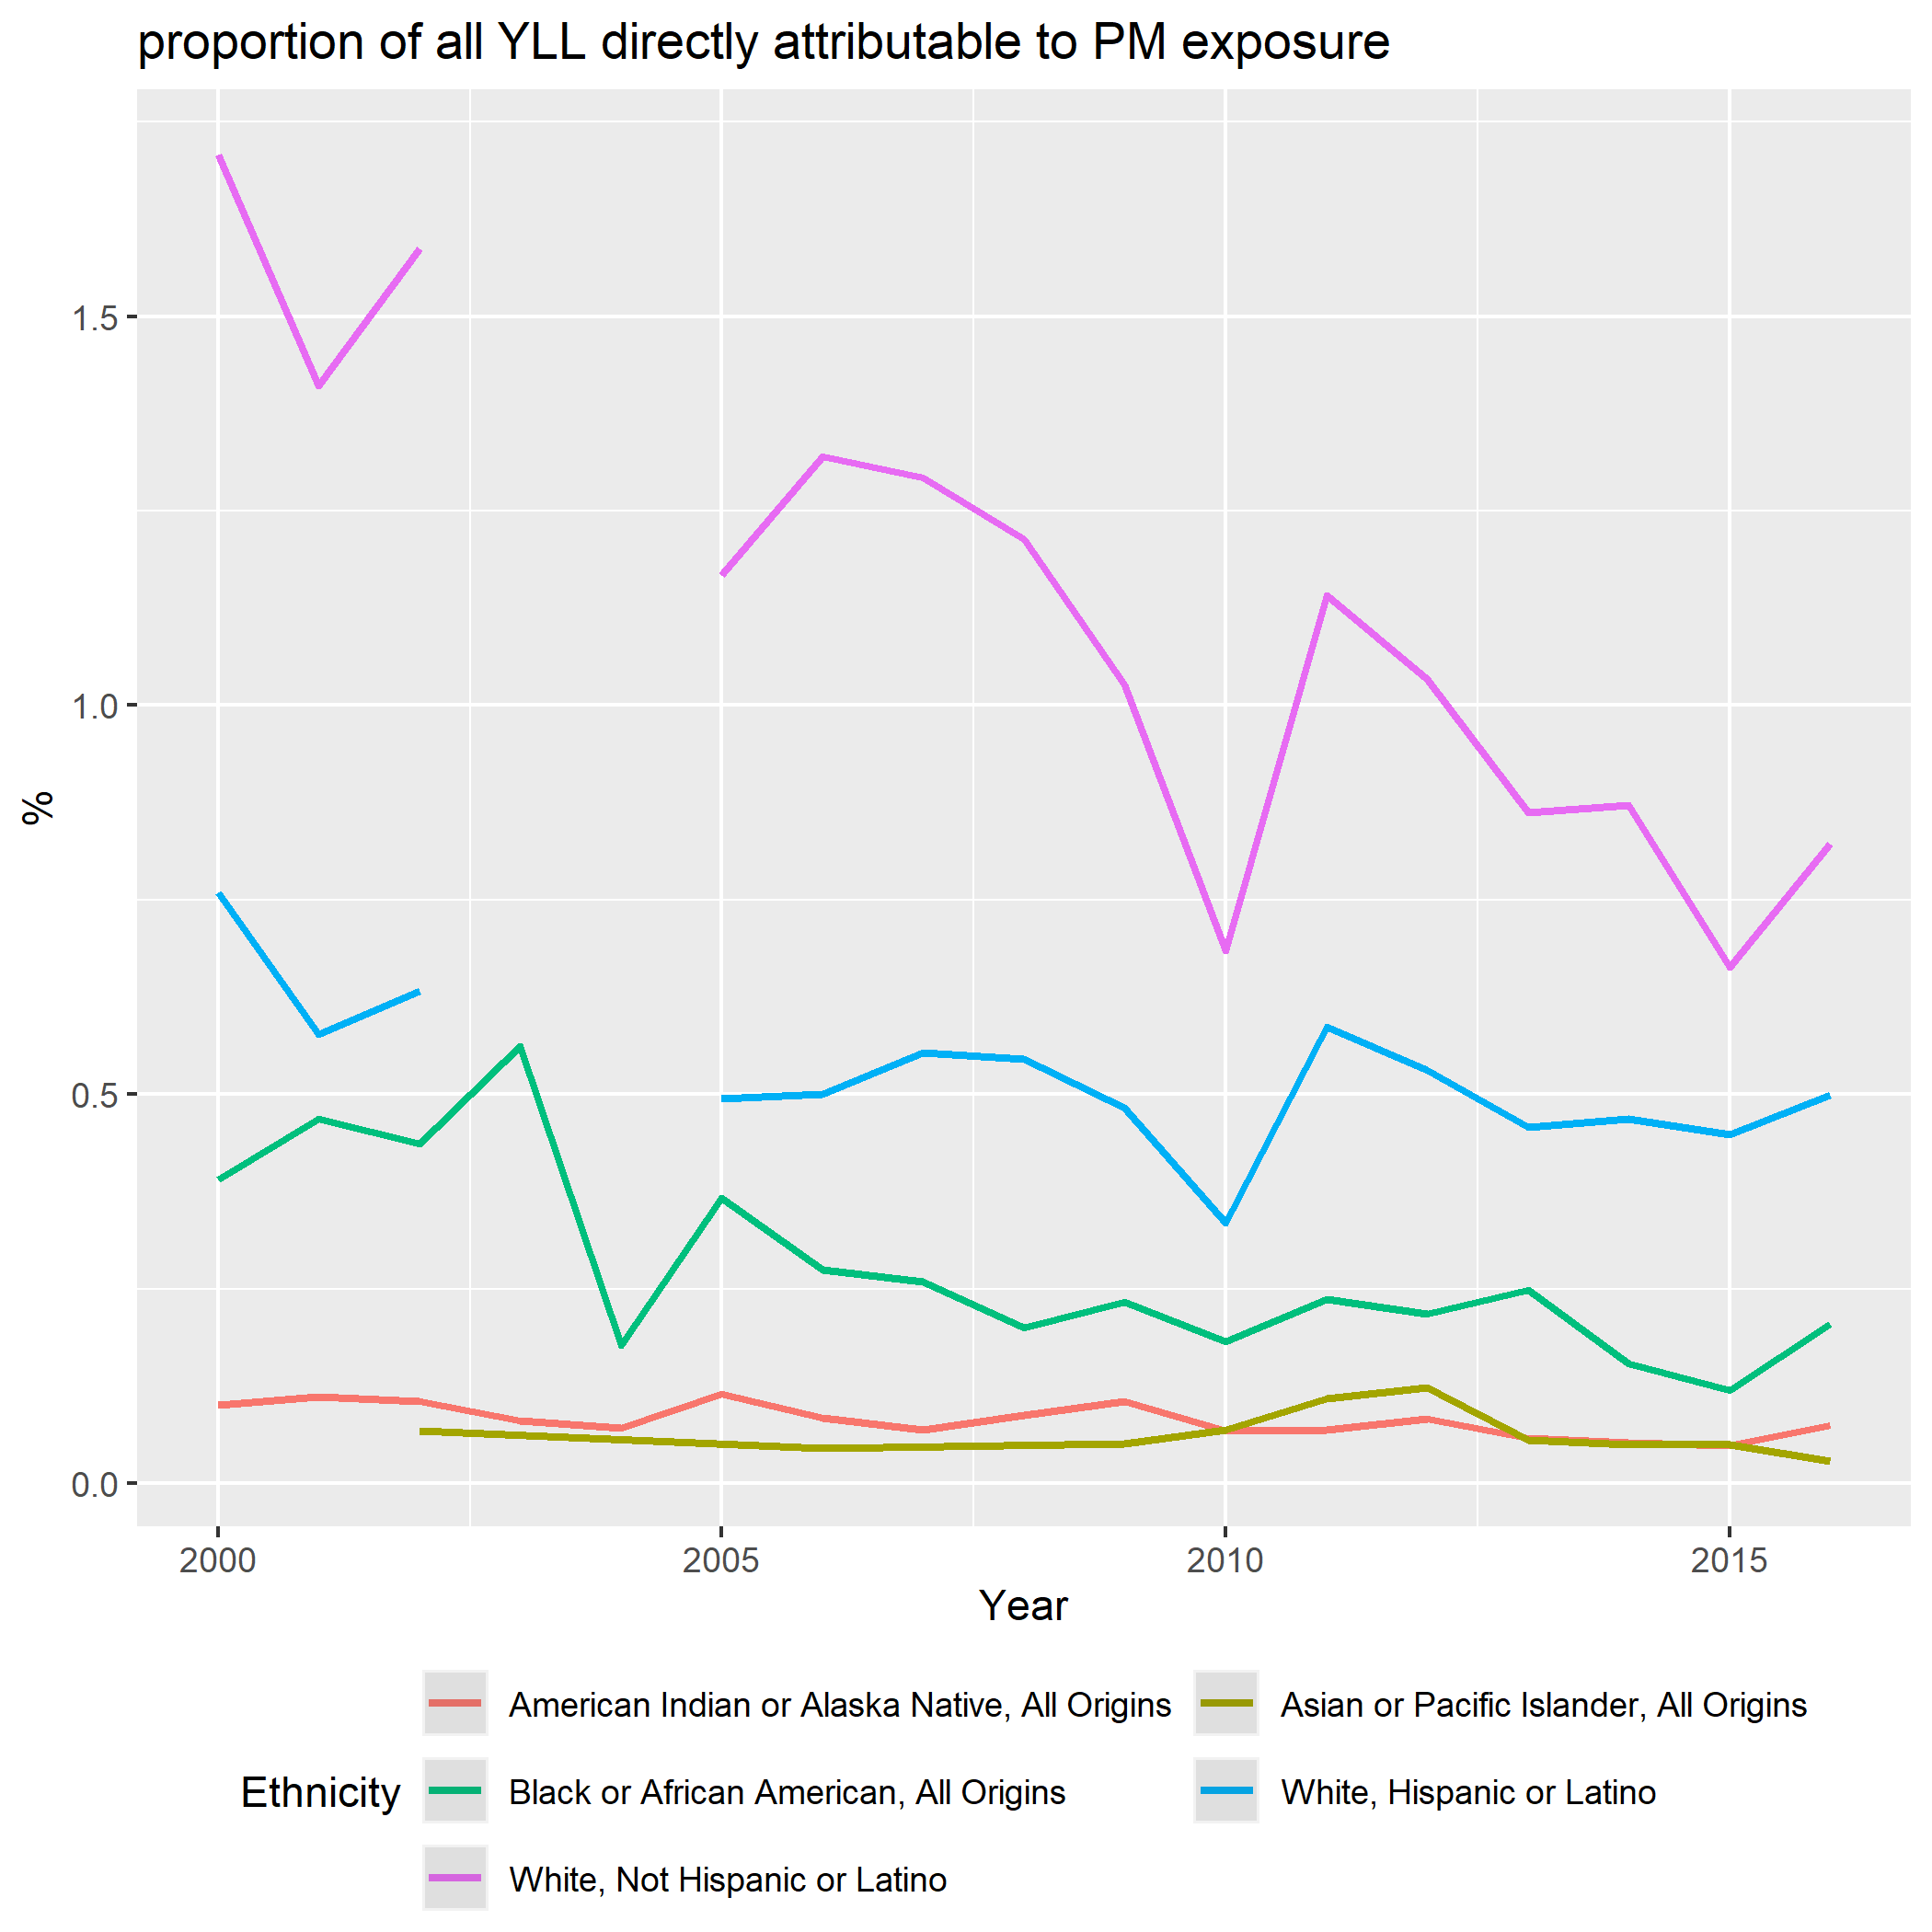 proportion of all YLL directly attributable to PM exposure
%
1.5
1.0
0.5
0.0
2000 2005 2010 2015
Year
Ethnicity
American Indian or Alaska Native, All Origins
Asian or Pacific Islander, All Origins
Black or African American, All Origins
White, Hispanic or Latino
White, Not Hispanic or Latino